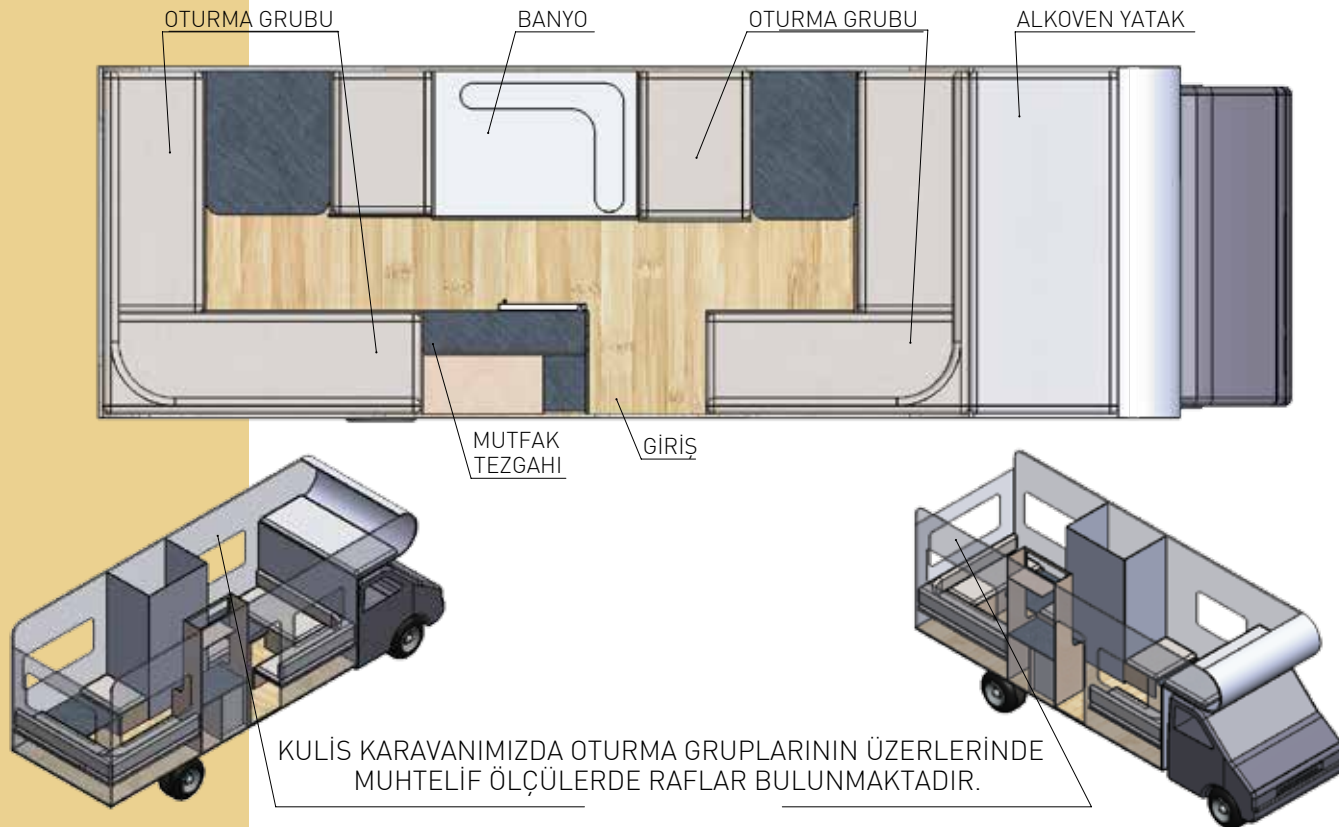 OTURMA GRUBU
BANYO
OTURMA GRUBU
ALKOVEN YATAK
MUTFAK
TEZGAHI
GİRİŞ
KULİS KARAVANIMIZDA OTURMA GRUPLARININ ÜZERLERİNDE
MUHTELİF ÖLÇÜLERDE RAFLAR BULUNMAKTADIR.